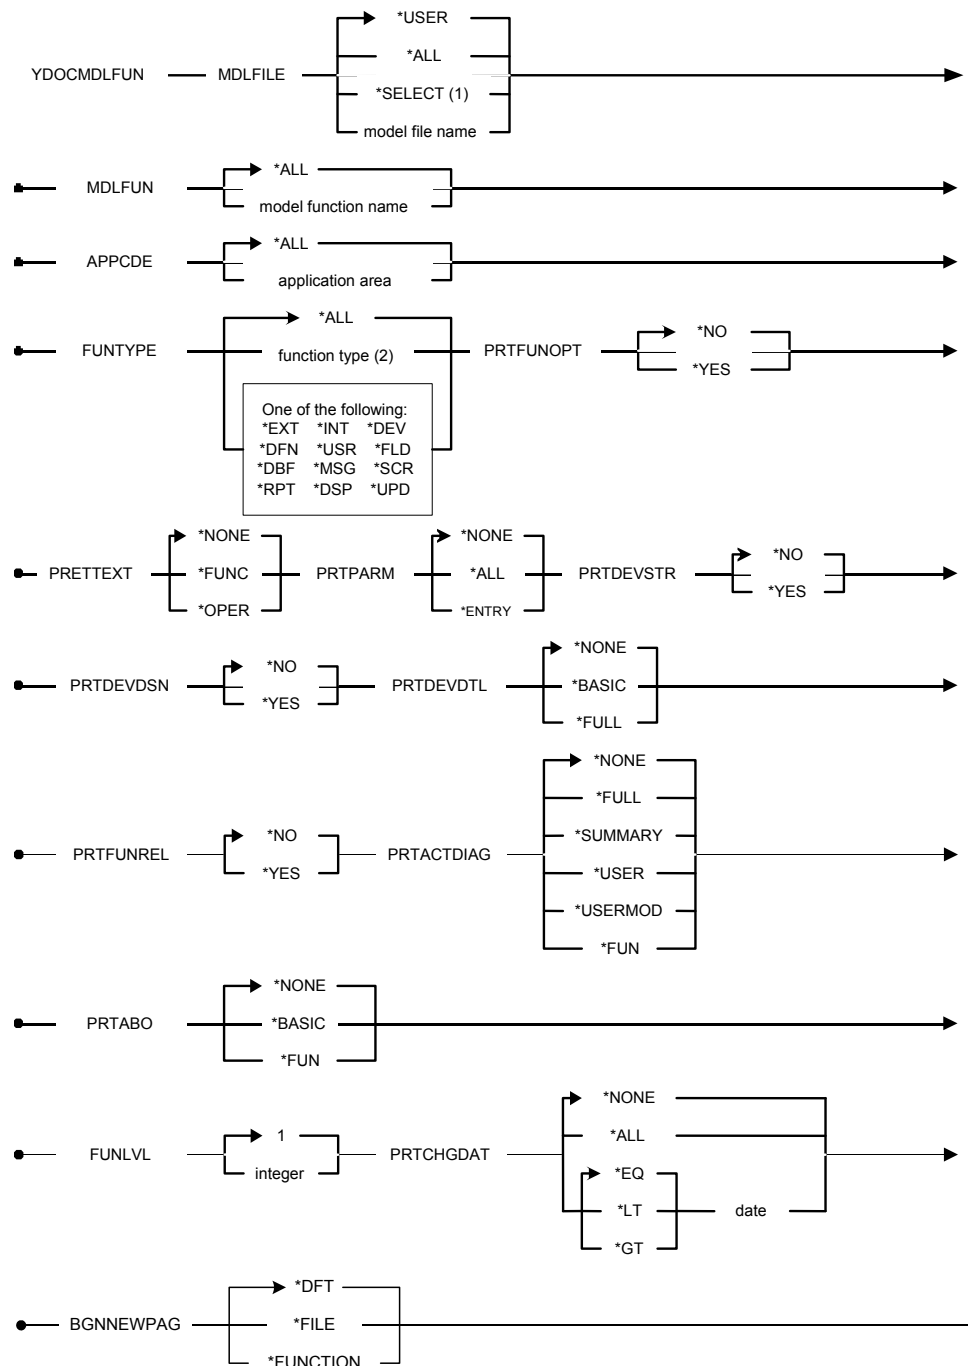 *USER
*ALL
YDOCMDLFUN MDLFILE
*SELECT (1)
model file name
*ALL
MDLFUN
model function name
*ALL
APPCDE
application area
*ALL
*NO
FUNTYPE function type (2) PRTFUNOPT
*YES
One of the following:
*EXT *INT *DEV
*DFN *USR *FLD
*DBF *MSG *SCR
*RPT *DSP *UPD
*NONE *NONE *NO
PRETTEXT *FUNC PRTPARM *ALL PRTDEVSTR
*YES
*OPER *ENTRY
*NONE
*NO
PRTDEVDSN PRTDEVDTL *BASIC
*YES
*FULL
*NONE
*FULL
*NO *SUMMARY
PRTFUNREL PRTACTDIAG
*YES *USER
*USERMOD
*FUN
*NONE
PRTABO *BASIC
*FUN
*NONE
1 *ALL
FUNLVL PRTCHGDAT
integer *EQ
*LT date
*GT
*DFT
BGNNEWPAG *FILE
*FUNCTION